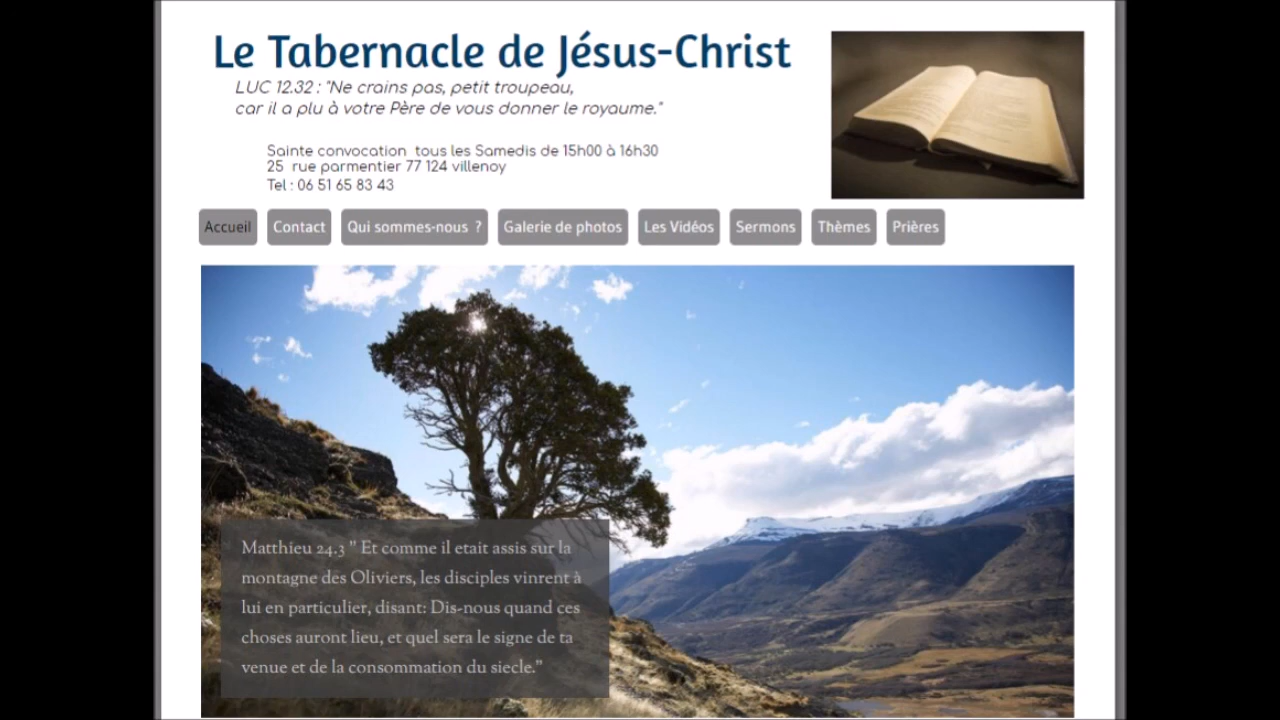 Le Tabernacle de Jésus-Christ
LUC 12.32 : "Ne crains pas, petit troupeau,
car il a plu à votre Père de vous donner le royaume."
Sainte convocation tous les Samedis de 15h00 à 16h30
25 rue parmentier 77 124 villenoy
Tel : 06 51 65 83 43
Accueil Contact Qui sommes-nous ? Galerie de photos Les Vidéos Sermons Thèmes Prières
Matthieu 24.3 " Et comme il etait assis sur la
montagne des Oliviers, les disciples vinrent à
lui en particulier, disant: Dis-nous quand ces
choses auront lieu, et quel sera le signe de ta
venue et de la consommation du siecle."